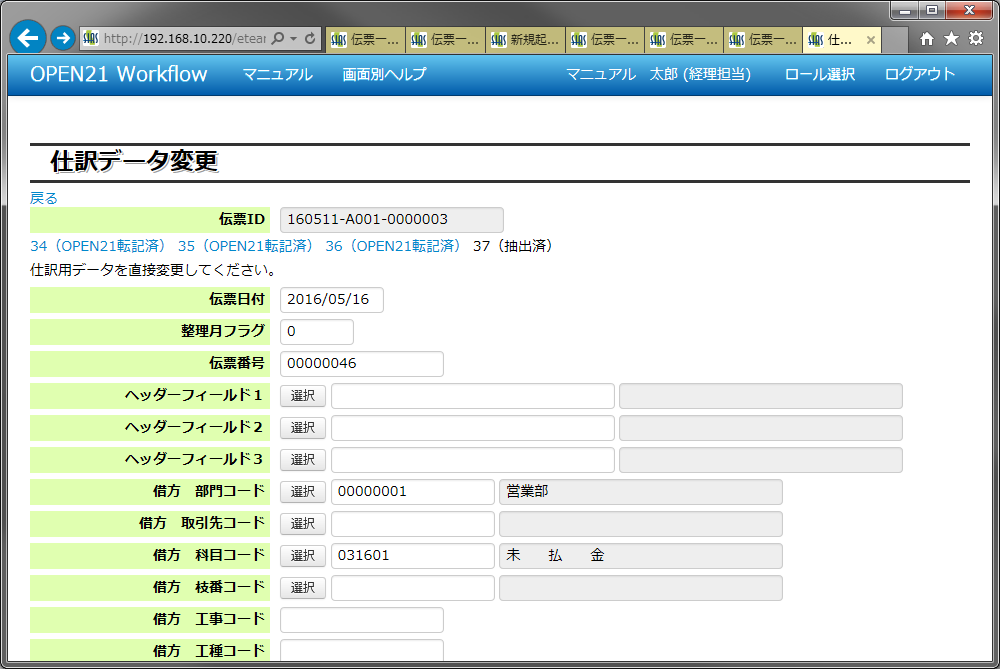 http://192.168.10.220/etear
伝票一...
伝票一...
新規起...
伝票一...
伝票一...
伝票一...
仕...
OPEN21 Workflow マニュアル 画面別ヘルプ マニュアル 太郎 (経理担当) ロール選択 ログアウト
仕訳データ変更
戻る
伝票ID 160511-A001-0000003
34（OPEN21転記済） 35（OPEN21転記済） 36（OPEN21転記済） 37（抽出済）
仕訳用データを直接変更してください。
伝票日付 2016/05/16
整理月フラグ 0
伝票番号 00000046
ヘッダーフィールド１ 選択
ヘッダーフィールド２ 選択
ヘッダーフィールド３ 選択
借方　部門コード 選択 00000001 営業部
借方　取引先コード 選択
借方　科目コード 選択 031601 未　払　金
借方　枝番コード 選択
借方　工事コード
借方　工種コード